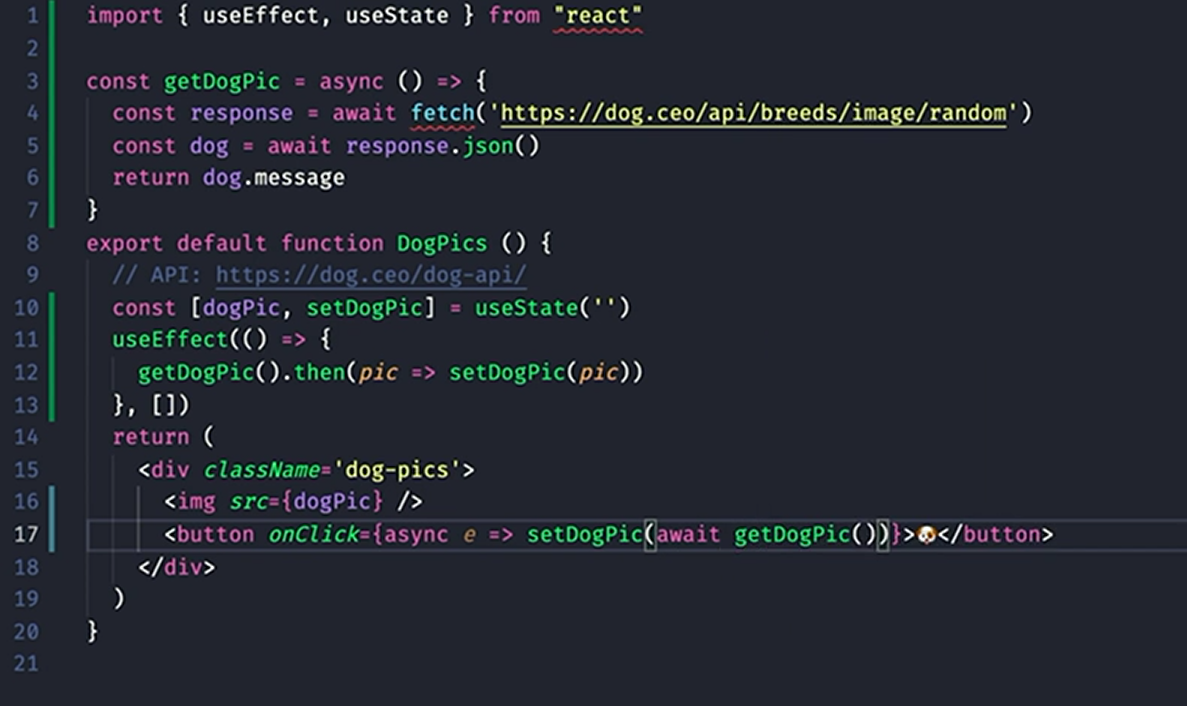 1 import { useEffect, useState } from "react"
2
3 const getDogPic = async () => {
4   const response = await fetch('https://dog.ceo/api/breeds/image/random')
5   const dog = await response.json()
6   return dog.message
7 }
8 export default function DogPics () {
9   // API: https://dog.ceo/dog-api/
10   const [dogPic, setDogPic] = useState('')
11   useEffect(() => {
12     getDogPic().then(pic => setDogPic(pic))
13   }, [])
14   return (
15     <div className='dog-pics'>
16       <img src={dogPic} />
17       <button onClick={async e => setDogPic(await getDogPic())}>🐶</button>
18     </div>
19   )
20 }
21